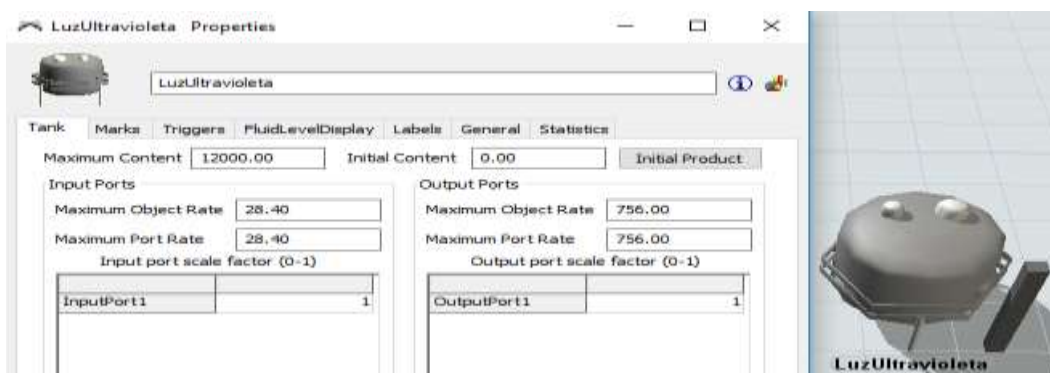 LuzUltravioleta Properties
LuzUltravioleta
Tank Marks Triggers FluidLevelDisplay Labels General Statistics
Maximum Content 12000.00 Initial Content 0.00 Initial Product
Input Ports Output Ports
Maximum Object Rate 28.40 Maximum Object Rate 756.00
Maximum Port Rate 28.40 Maximum Port Rate 756.00
Input port scale factor (0-1) Output port scale factor (0-1)
InputPort1 1 OutputPort1 1
LuzUltravioleta